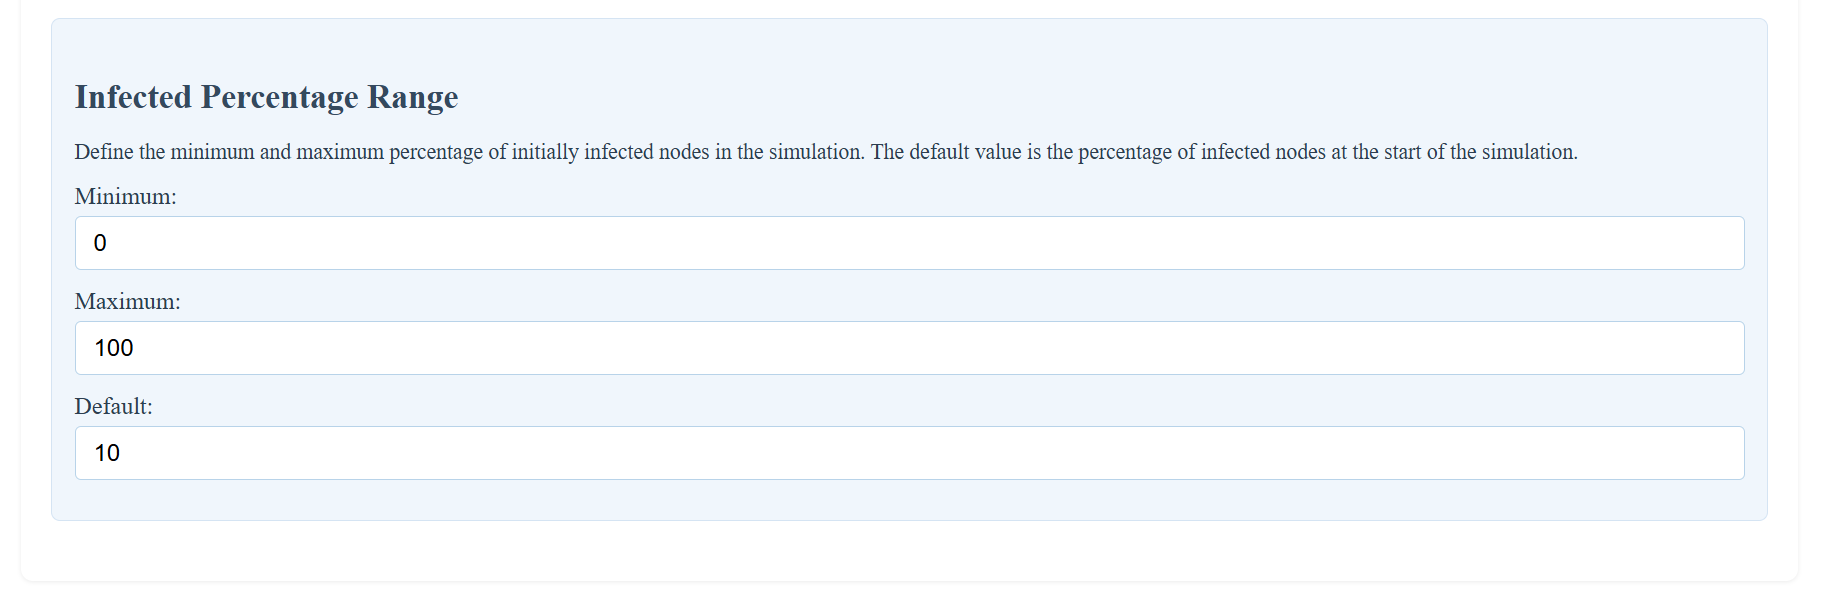 Infected Percentage Range
Define the minimum and maximum percentage of initially infected nodes in the simulation. The default value is the percentage of infected nodes at the start of the simulation.
Minimum:
0
Maximum:
100
Default:
10